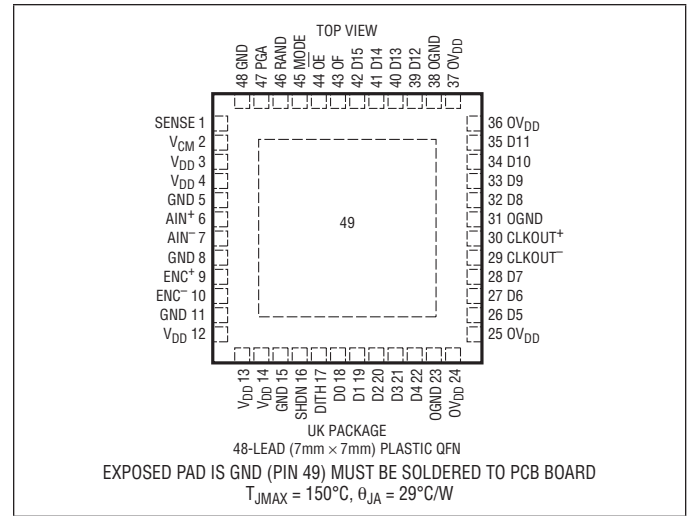 TOP VIEW
48 GND
47 PGA
46 RAND
45 MODE
44 O̅E̅
43 OF
42 D15
41 D14
40 D13
39 D12
38 OGND
37 OVDD
SENSE 1
VCM 2
VDD 3
VDD 4
GND 5
AIN+ 6
AIN– 7
GND 8
ENC+ 9
ENC– 10
GND 11
VDD 12
49
36 OVDD
35 D11
34 D10
33 D9
32 D8
31 OGND
30 CLKOUT+
29 CLKOUT–
28 D7
27 D6
26 D5
25 OVDD
VDD 13
VDD 14
GND 15
SHDN 16
DITH 17
D0 18
D1 19
D2 20
D3 21
D4 22
OGND 23
OVDD 24
UK PACKAGE
48-LEAD (7mm × 7mm) PLASTIC QFN
EXPOSED PAD IS GND (PIN 49) MUST BE SOLDERED TO PCB BOARD
TJMAX = 150°C, θJA = 29°C/W